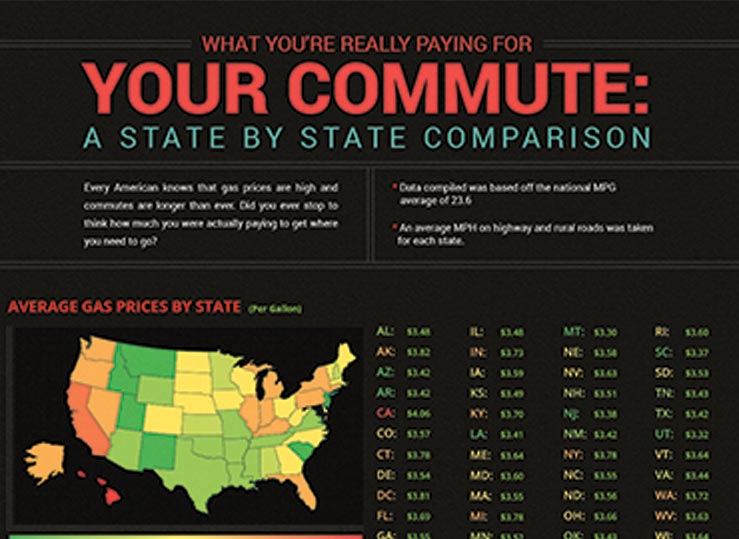 WHAT YOU'RE REALLY PAYING FOR
YOUR COMMUTE:
A STATE BY STATE COMPARISON
Every American knows that gas prices are high and
commutes are longer than ever. Did you ever stop to
think how much you were actually paying to get where
you need to go?
Data compiled was based off the national MPG
average of 23.6
An average MPH on highway and rural roads was taken
for each state.
AVERAGE GAS PRICES BY STATE (Per Gallon)
AL: $3.48 IL: $3.48 MT: $3.30 RI: $3.60
AK: $3.82 IN: $3.73 NE: $3.58 SC: $3.37
AZ: $3.42 IA: $3.59 NV: $3.63 SD: $3.53
AR: $3.42 KS: $3.49 NH: $3.51 TN: $3.43
CA: $4.06 KY: $3.70 NJ: $3.38 TX: $3.42
CO: $3.57 LA: $3.41 NM: $3.42 UT: $3.32
CT: $3.78 ME: $3.64 NY: $3.78 VT: $3.64
DE: $3.54 MD: $3.60 NC: $3.55 VA: $3.44
DC: $3.81 MA: $3.55 ND: $3.56 WA: $3.72
FL: $3.69 MI: $3.78 OH: $3.66 WV: $3.63
GA: $3.55 MN: OK: $3.43 WI: $3.64